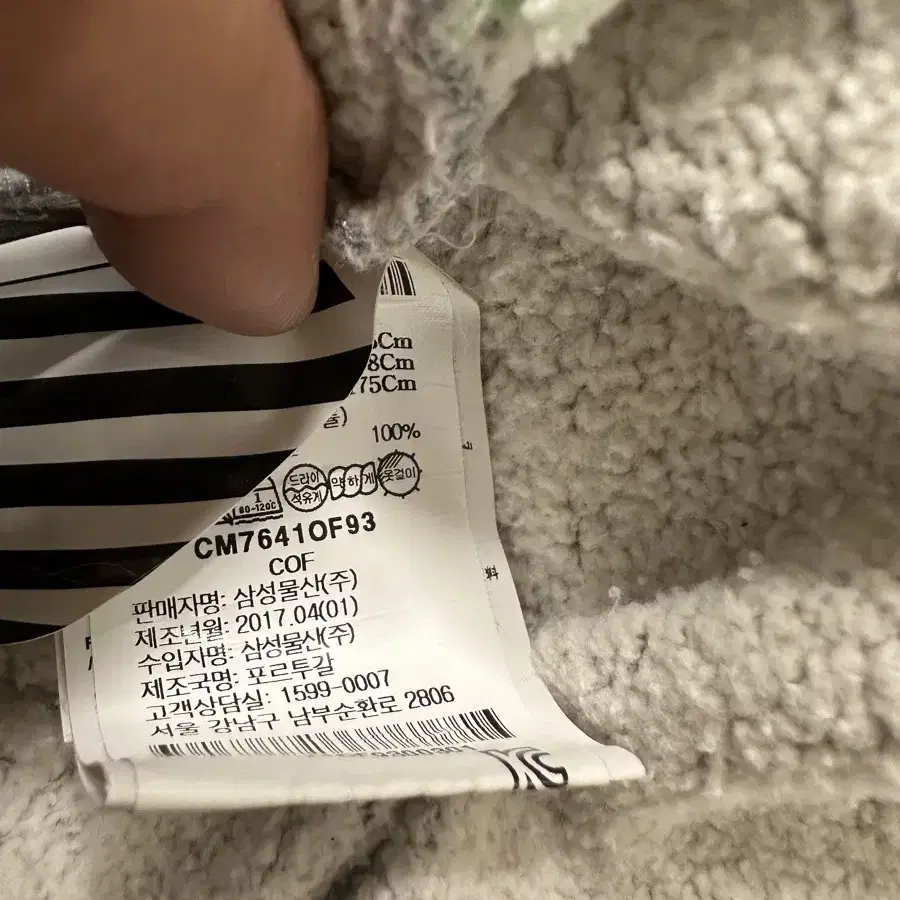 Cm
8Cm
75Cm
100%
1
80~120℃
드라이
석유계
약하게
옷걸이
CM7641OF93
COF
판매자명: 삼성물산(주)
제조년월: 2017.04(01)
수입자명: 삼성물산(주)
제조국명: 포르투갈
고객상담실: 1599-0007
서울 강남구 남부순환로 2806